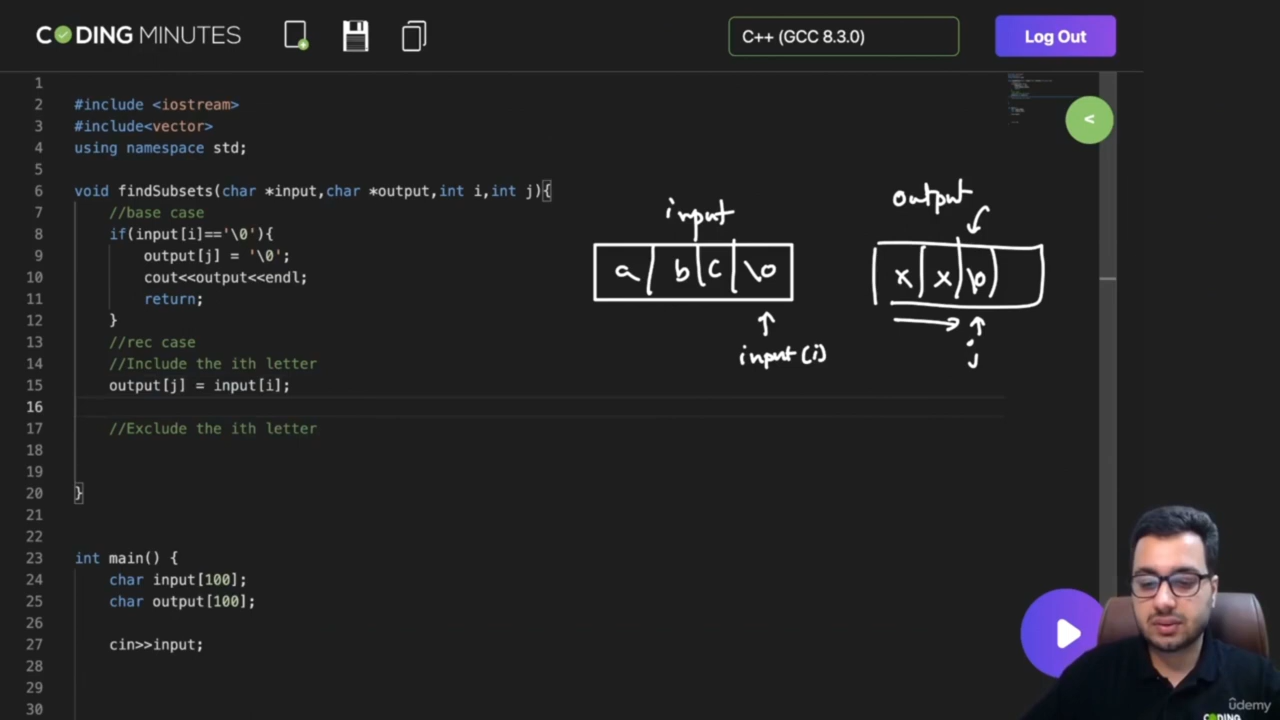 CODING MINUTES
C++ (GCC 8.3.0)
Log Out
<
1
2 #include <iostream>
3 #include<vector>
4 using namespace std;
5
6 void findSubsets(char *input,char *output,int i,int j){
7 //base case
8 if(input[i]=='\0'){
9 output[j] = '\0';
10 cout<<output<<endl;
11 return;
12 }
13 //rec case
14 //Include the ith letter
15 output[j] = input[i];
16
17 //Exclude the ith letter
18
19
20 }
21
22
23 int main() {
24 char input[100];
25 char output[100];
26
27 cin>>input;
28
29
30
input
a b c \0
input(i)
output
x x \0
j
ûdemy
CODING